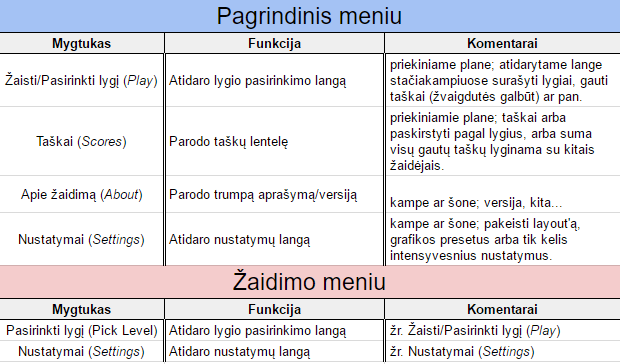 Pagrindinis meniu
Mygtukas Funkcija Komentarai
Žaisti/Pasirinkti lygį (Play) Atidaro lygio pasirinkimo langą priekiniame plane; atidarytame lange
stačiakampiuose surašyti lygiai, gauti
taškai (žvaigdutės galbūt) ar pan.
Taškai (Scores) Parodo taškų lentelę priekiniamie plane; taškai arba
paskirstyti pagal lygius, arba suma
visų gautų taškų lyginama su kitais
žaidėjais.
Apie žaidimą (About) Parodo trumpą aprašymą/versiją kampe ar šone; versija, kita...
Nustatymai (Settings) Atidaro nustatymų langą kampe ar šone; pakeisti layout'ą,
grafikos presetus arba tik kelis
intensyvesnius nustatymus.
Žaidimo meniu
Mygtukas Funkcija Komentarai
Pasirinkti lygį (Pick Level) Atidaro lygio pasirinkimo langą žr. Žaisti/Pasirinkti lygį (Play)
Nustatymai (Settings) Atidaro nustatymų langą žr. Nustatymai (Settings)